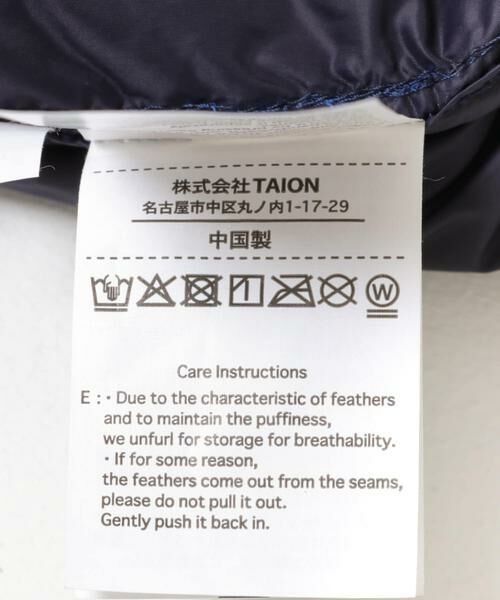 株式会社TAION
名古屋市中区丸ノ内1-17-29
中国製
W
Care Instructions
E : ・Due to the characteristic of feathers
and to maintain the puffiness,
we unfurl for storage for breathability.
・If for some reason,
the feathers come out from the seams,
please do not pull it out.
Gently push it back in.